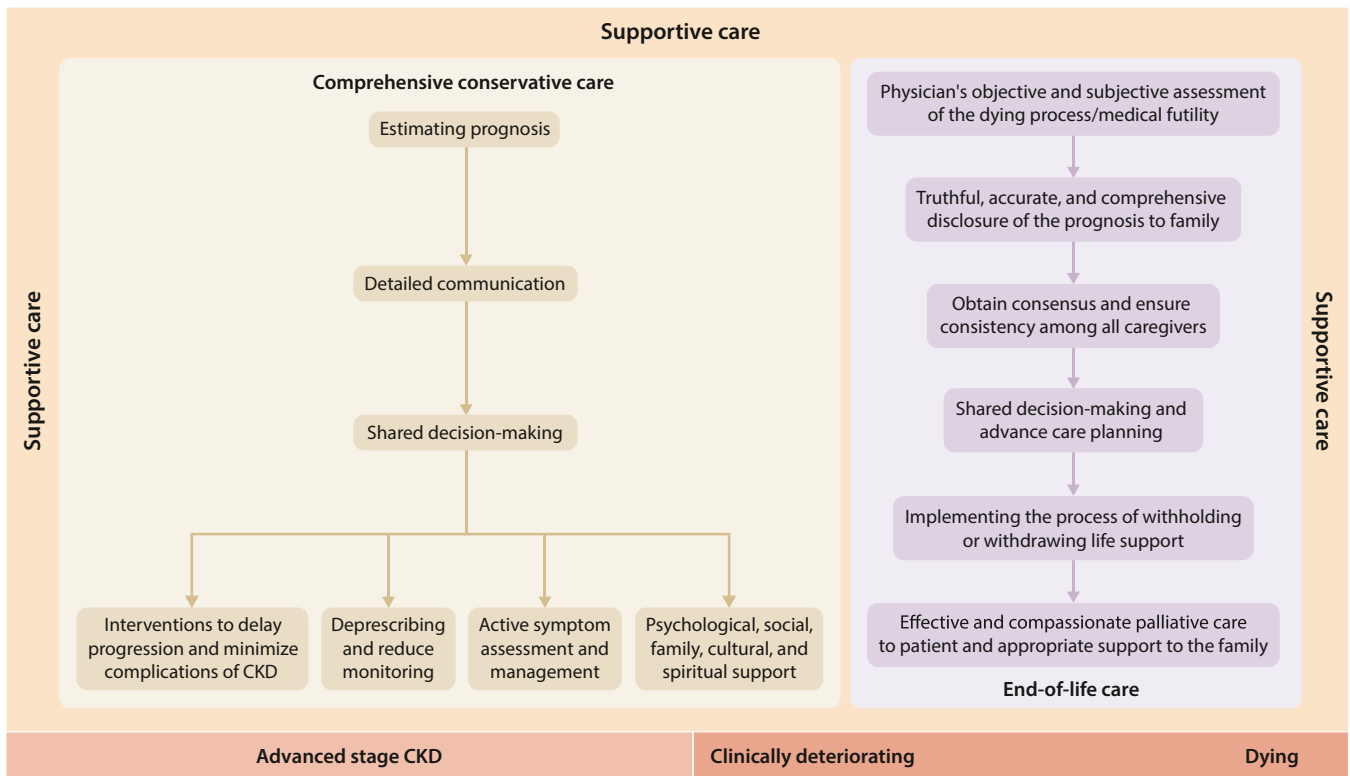 Supportive care
Supportive care
Comprehensive conservative care
Estimating prognosis
Detailed communication
Shared decision-making
Interventions to delay
progression and minimize
complications of CKD
Deprescribing
and reduce
monitoring
Active symptom
assessment and
management
Psychological, social,
family, cultural, and
spiritual support
Physician's objective and subjective assessment
of the dying process/medical futility
Truthful, accurate, and comprehensive
disclosure of the prognosis to family
Obtain consensus and ensure
consistency among all caregivers
Shared decision-making and
advance care planning
Implementing the process of withholding
or withdrawing life support
Effective and compassionate palliative care
to patient and appropriate support to the family
End-of-life care
Supportive care
Advanced stage CKD
Clinically deteriorating
Dying